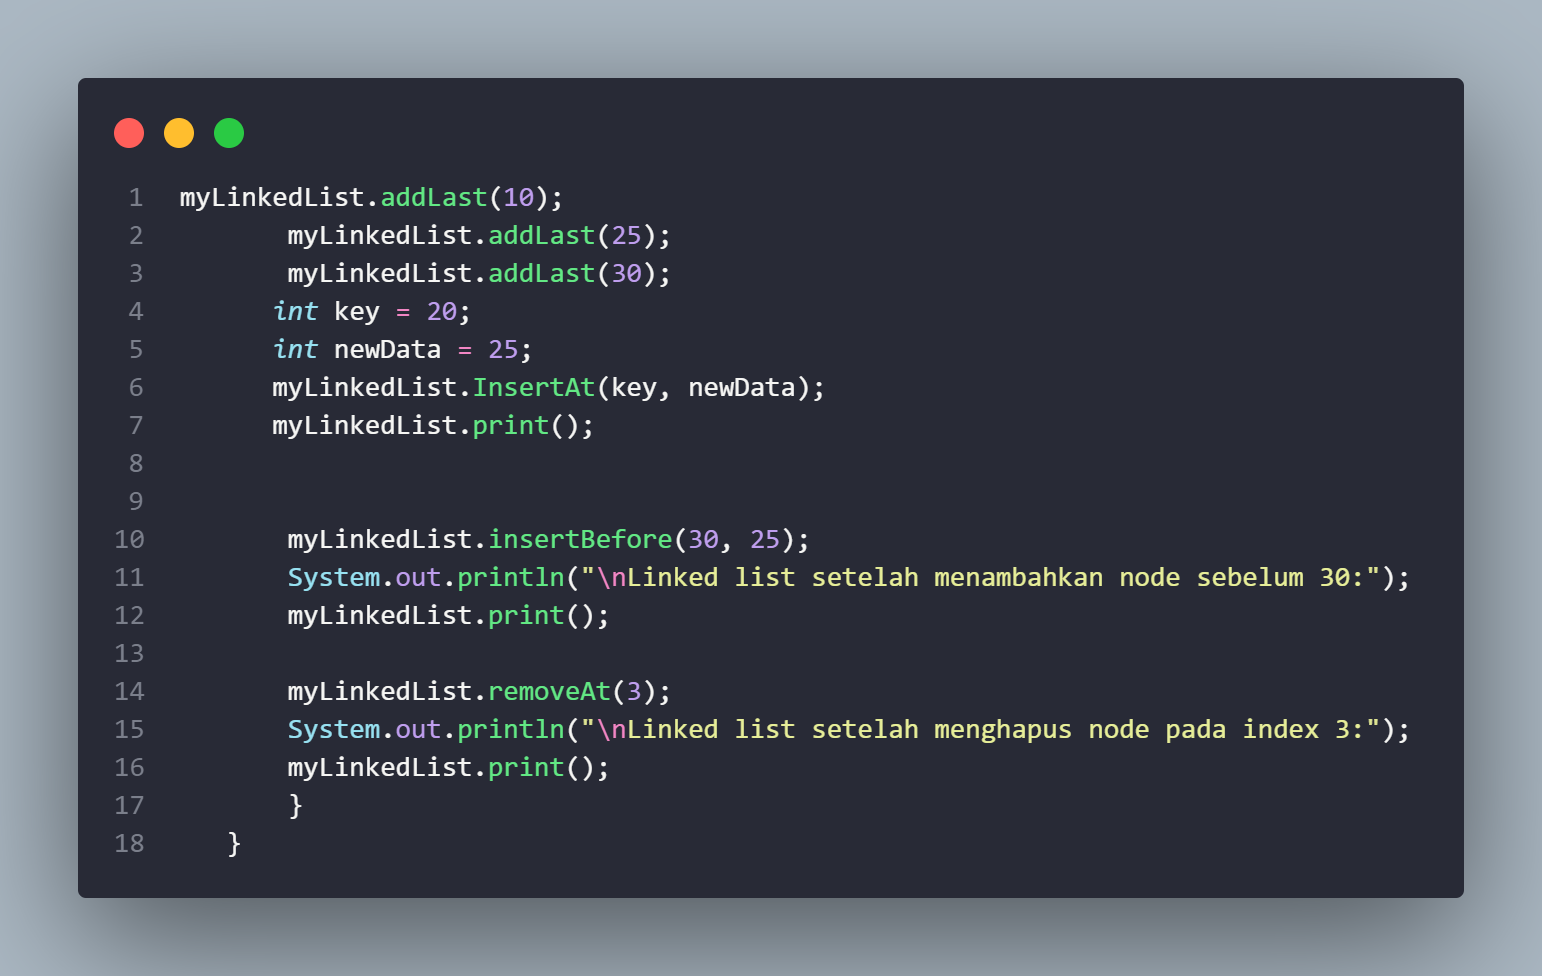 1 myLinkedList.addLast(10);
2 myLinkedList.addLast(25);
3 myLinkedList.addLast(30);
4 int key = 20;
5 int newData = 25;
6 myLinkedList.InsertAt(key, newData);
7 myLinkedList.print();
8
9
10 myLinkedList.insertBefore(30, 25);
11 System.out.println("\nLinked list setelah menambahkan node sebelum 30:");
12 myLinkedList.print();
13
14 myLinkedList.removeAt(3);
15 System.out.println("\nLinked list setelah menghapus node pada index 3:");
16 myLinkedList.print();
17 }
18 }